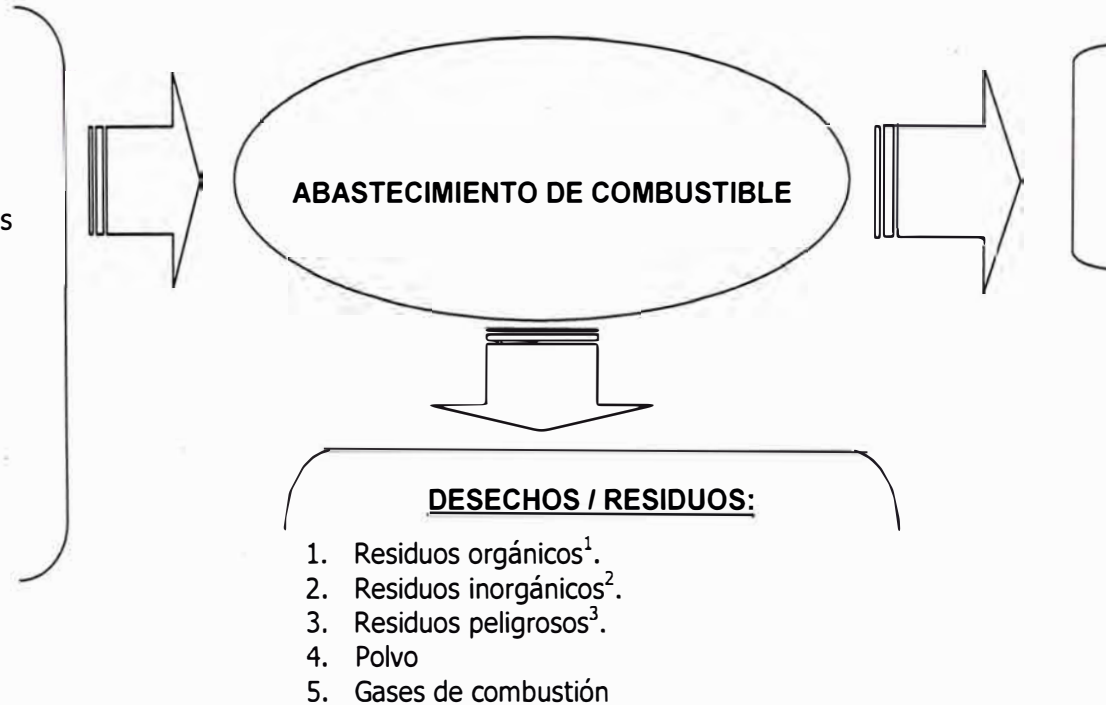 s
ABASTECIMIENTO DE COMBUSTIBLE
DESECHOS / RESIDUOS:
1. Residuos orgánicos¹.
2. Residuos inorgánicos².
3. Residuos peligrosos³.
4. Polvo
5. Gases de combustión